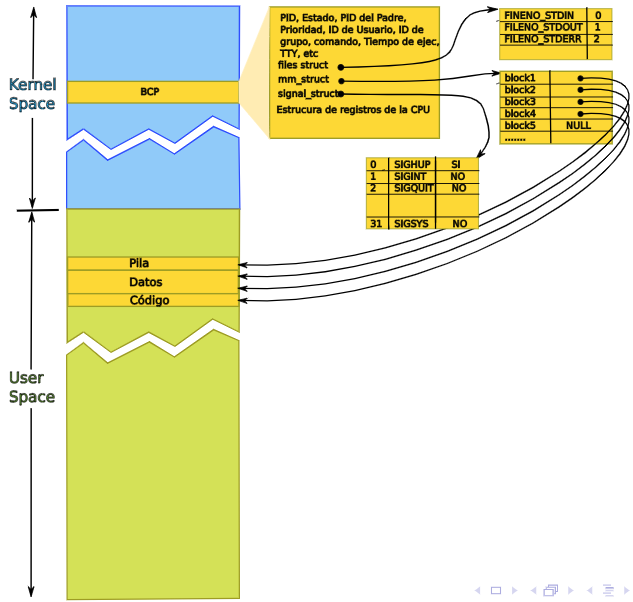 Kernel
Space
BCP
PID, Estado, PID del Padre,
Prioridad, ID de Usuario, ID de
grupo, comando, Tiempo de ejec,
TTY, etc
files struct
mm_struct
signal_struct
Estrucura de registros de la CPU
FINENO_STDIN 0
FILENO_STDOUT 1
FILENO_STDERR 2
block1
block2
block3
block4
block5 NULL
.......
0 SIGHUP SI
1 SIGINT NO
2 SIGQUIT NO
31 SIGSYS NO
Pila
Datos
Código
User
Space